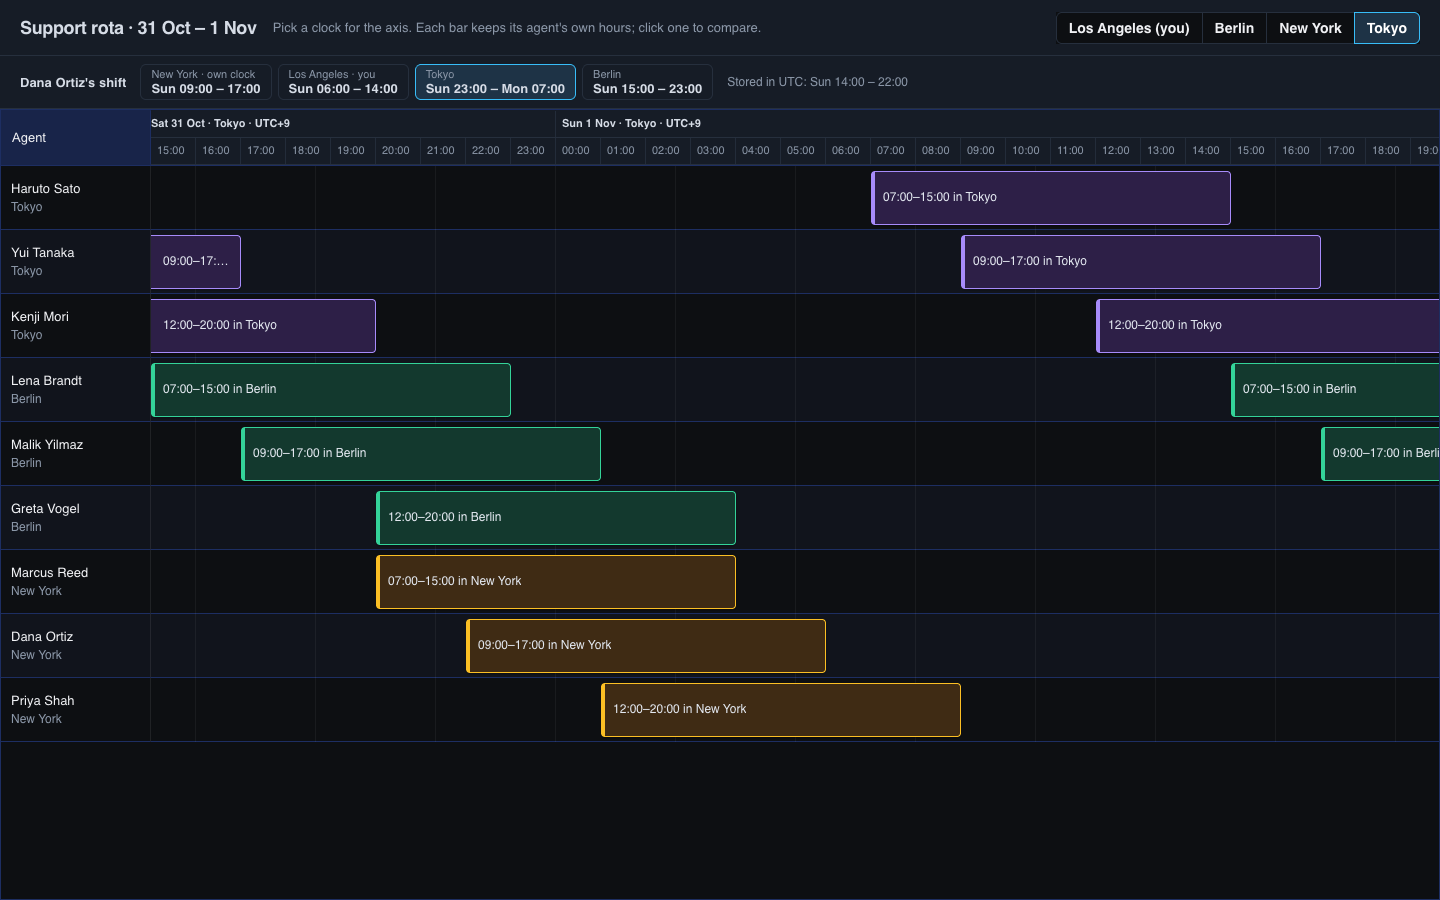 Support rota · 31 Oct – 1 Nov
Pick a clock for the axis. Each bar keeps its agent's own hours; click one to compare.
Los Angeles (you)
Berlin
New York
Tokyo
Dana Ortiz's shift
New York · own clock
Sun 09:00 – 17:00
Los Angeles · you
Sun 06:00 – 14:00
Tokyo
Sun 23:00 – Mon 07:00
Berlin
Sun 15:00 – 23:00
Stored in UTC: Sun 14:00 – 22:00
Agent
Sat 31 Oct · Tokyo · UTC+9
Sun 1 Nov · Tokyo · UTC+9
15:00 16:00 17:00 18:00 19:00 20:00 21:00 22:00 23:00 00:00 01:00 02:00 03:00 04:00 05:00 06:00 07:00 08:00 09:00 10:00 11:00 12:00 13:00 14:00 15:00 16:00 17:00 18:00 19:0
Haruto Sato
Tokyo
07:00–15:00 in Tokyo
Yui Tanaka
Tokyo
09:00–17:…
09:00–17:00 in Tokyo
Kenji Mori
Tokyo
12:00–20:00 in Tokyo
12:00–20:00 in Tokyo
Lena Brandt
Berlin
07:00–15:00 in Berlin
07:00–15:00 in Berlin
Malik Yilmaz
Berlin
09:00–17:00 in Berlin
09:00–17:00 in Berli
Greta Vogel
Berlin
12:00–20:00 in Berlin
Marcus Reed
New York
07:00–15:00 in New York
Dana Ortiz
New York
09:00–17:00 in New York
Priya Shah
New York
12:00–20:00 in New York